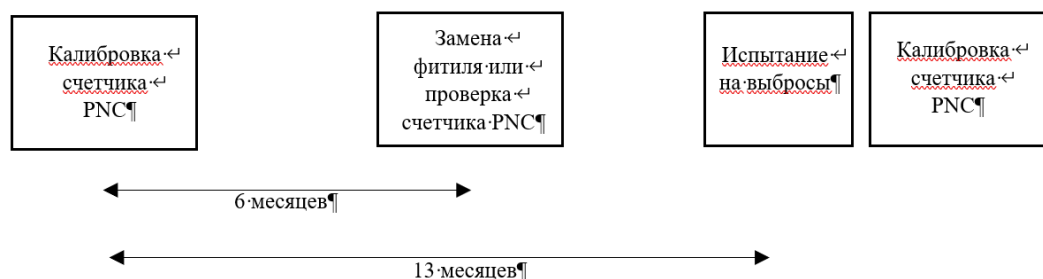 Калибровка
счетчика
PNC
Замена
фитиля или
проверка
счетчика PNC
Испытание
на выбросы
Калибровка
счетчика
PNC
6 месяцев
13 месяцев